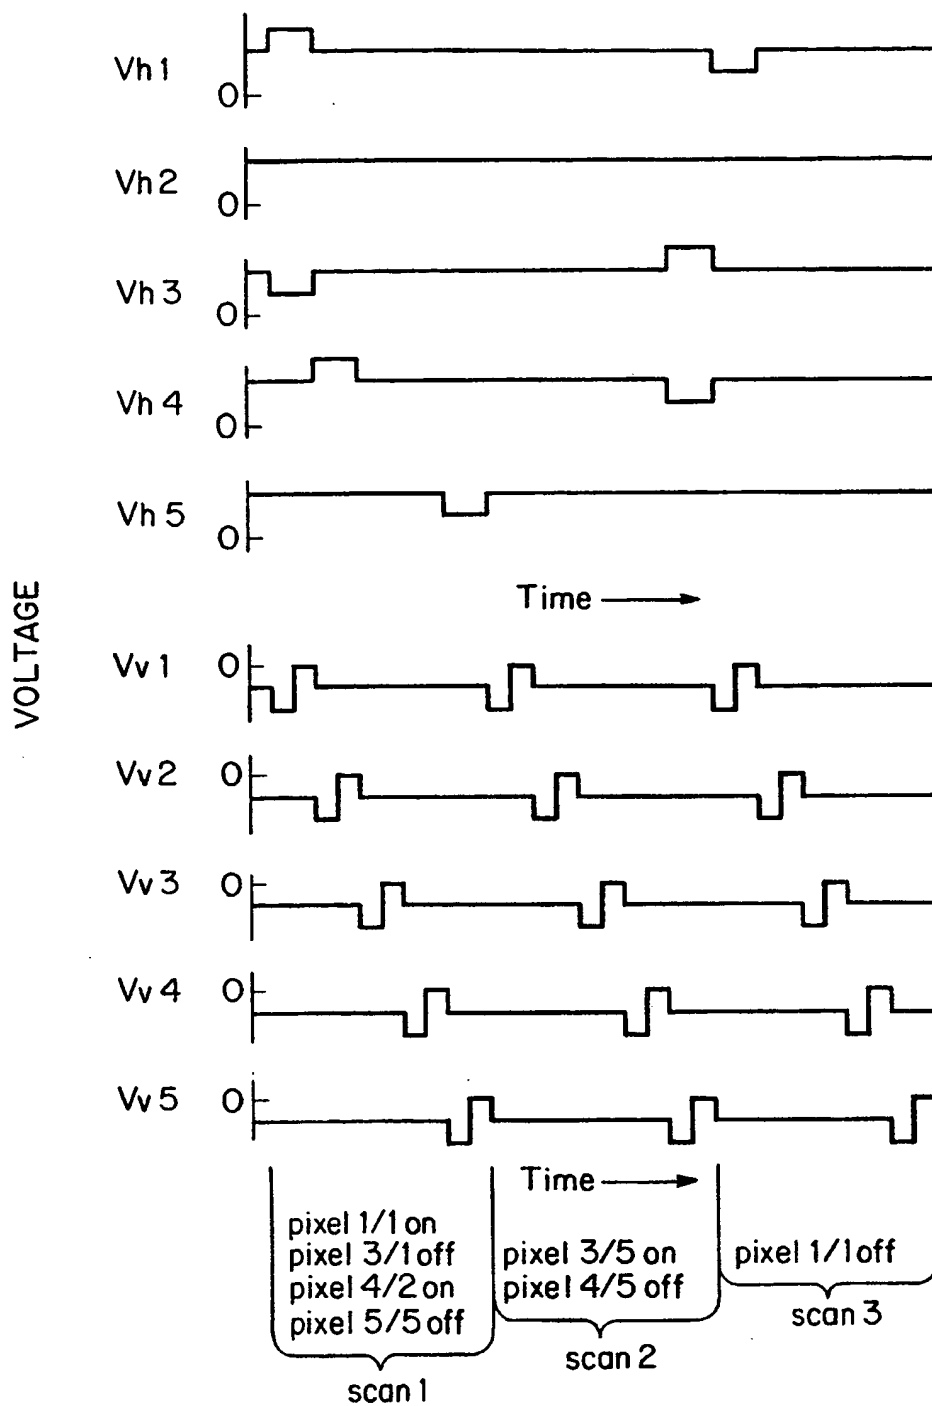 Vh 1
0
Vh 2
0
Vh 3
0
Vh 4
0
Vh 5
0
Time
VOLTAGE
Vv 1
0
Vv 2
0
Vv 3
0
Vv 4
0
Vv 5
0
Time
pixel 1/1 on
pixel 3/1 off
pixel 4/2 on
pixel 5/5 off
scan 1
pixel 3/5 on
pixel 4/5 off
scan 2
pixel 1/1 off
scan 3